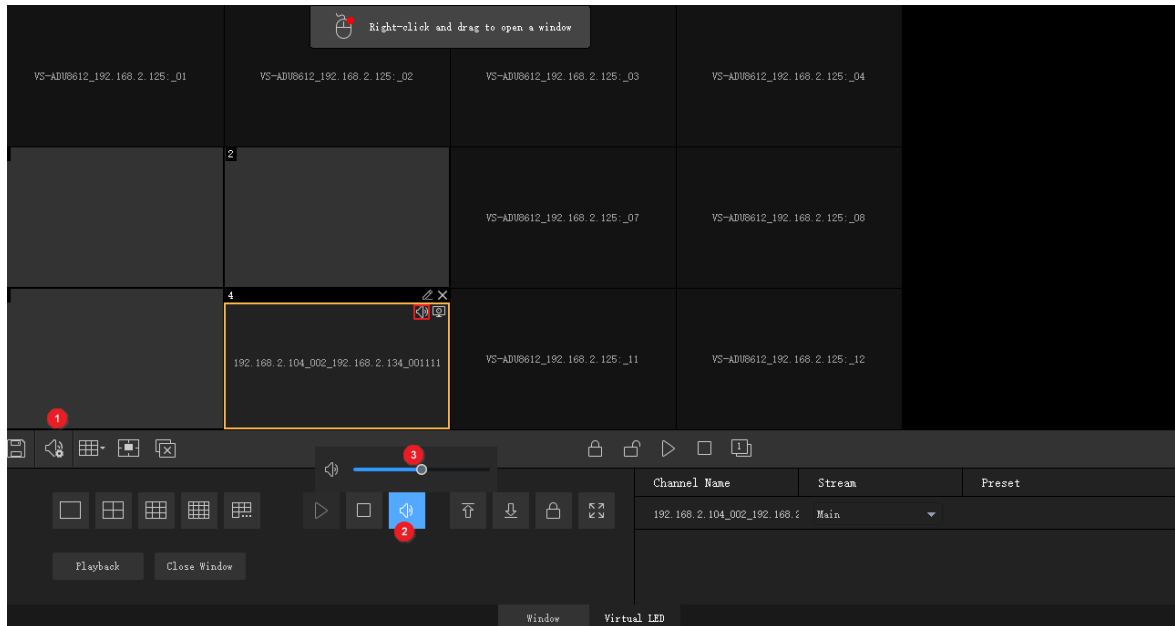 Right-click and drag to open a window
VS-ADU8612_192.168.2.125:_01
VS-ADU8612_192.168.2.125:_02
VS-ADU8612_192.168.2.125:_03
VS-ADU8612_192.168.2.125:_04
2
VS-ADU8612_192.168.2.125:_07
VS-ADU8612_192.168.2.125:_08
4
192.168.2.104_002_192.168.2.134_001111
VS-ADU8612_192.168.2.125:_11
VS-ADU8612_192.168.2.125:_12
1
1
3
Channel Name Stream Preset
192.168.2.104_002_192.168.2 Main
2
Playback Close Window
Window Virtual LED